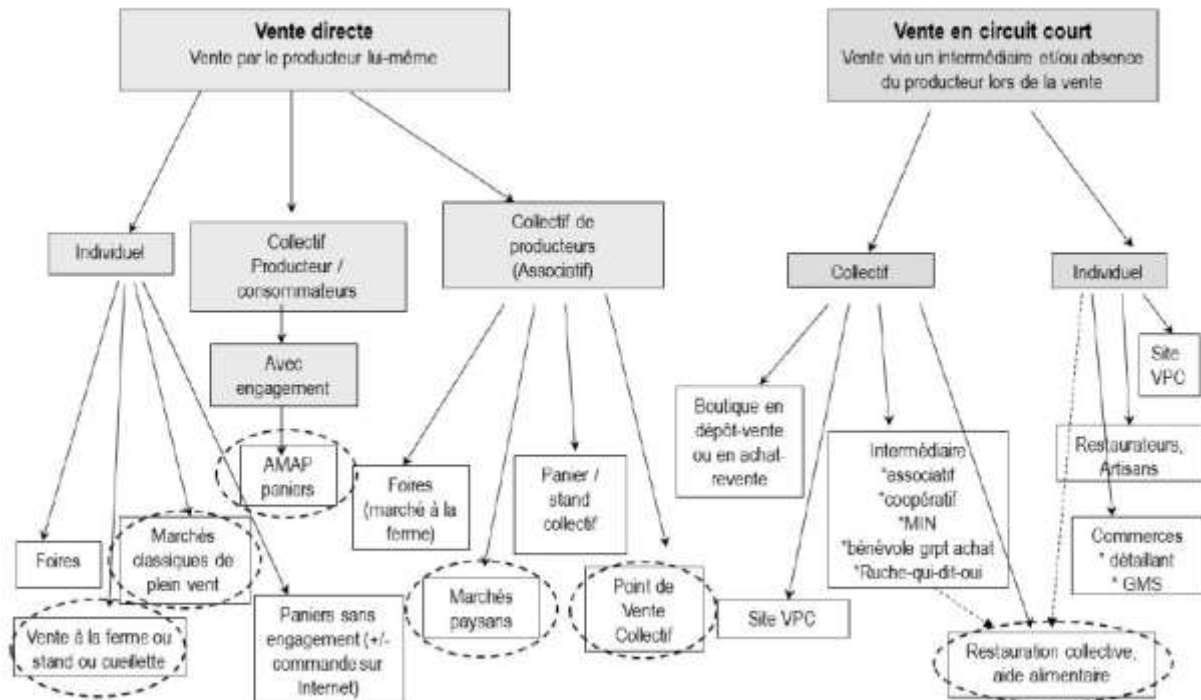 Vente directe
Vente par le producteur lui-même
Vente en circuit court
Vente via un intermédiaire et/ou absence
du producteur lors de la vente
Individuel
Collectif
Producteur /
consommateurs
Collectif de
producteurs
(Associatif)
Collectif
Individuel
Avec
engagement
AMAP
paniers
Foires
Marchés
classiques de
plein vent
Vente à la ferme ou
stand ou cueillette
Paniers sans
engagement (+/-
commande sur
Internet)
Foires
(marché à la
ferme)
Marchés
paysans
Panier /
stand
collectif
Point de
Vente
Collectif
Boutique en
dépôt-vente
ou en achat-
revente
Site VPC
Intermédiaire
*associatif
*coopératif
*MIN
*bénévole grpt achat
*Ruche-qui-dit-oui
Site
VPC
Restaurateurs,
Artisans
Commerces
* détaillant
* GMS
Restauration collective,
aide alimentaire